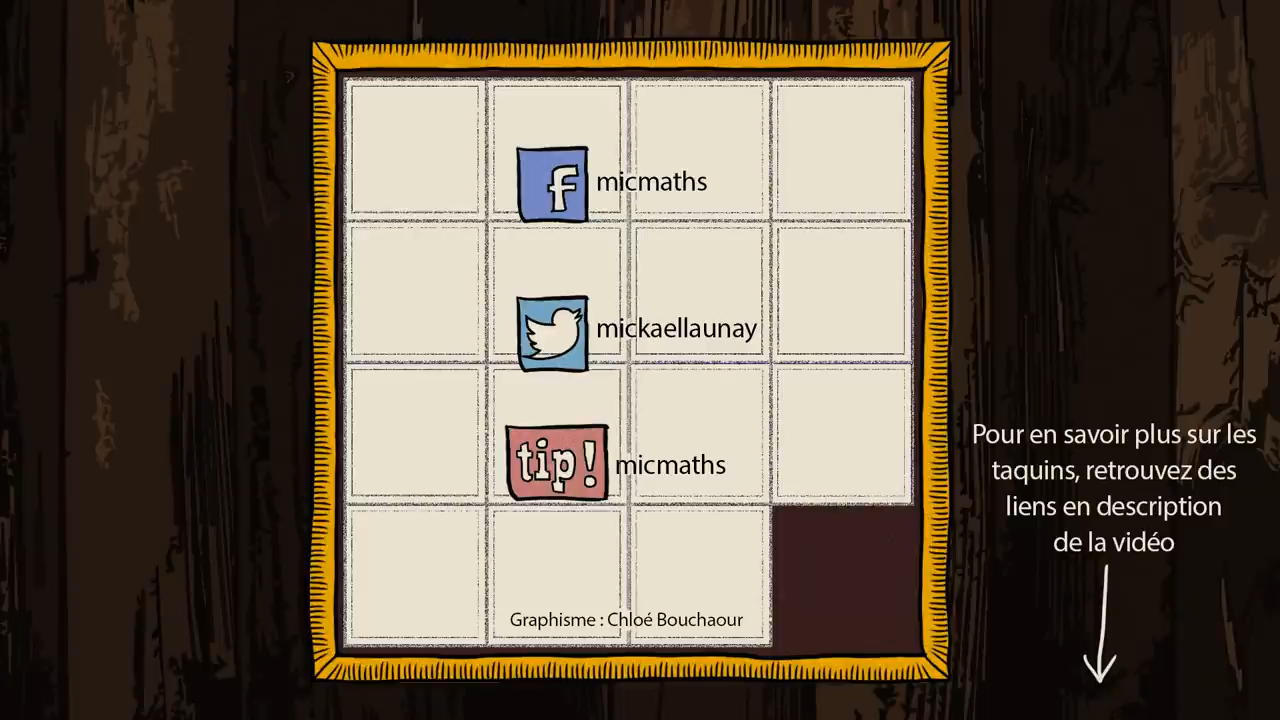 f micmaths
mickaellaunay
tip! micmaths
Graphisme : Chloé Bouchaour
Pour en savoir plus sur les
taquins, retrouvez des
liens en description
de la vidéo